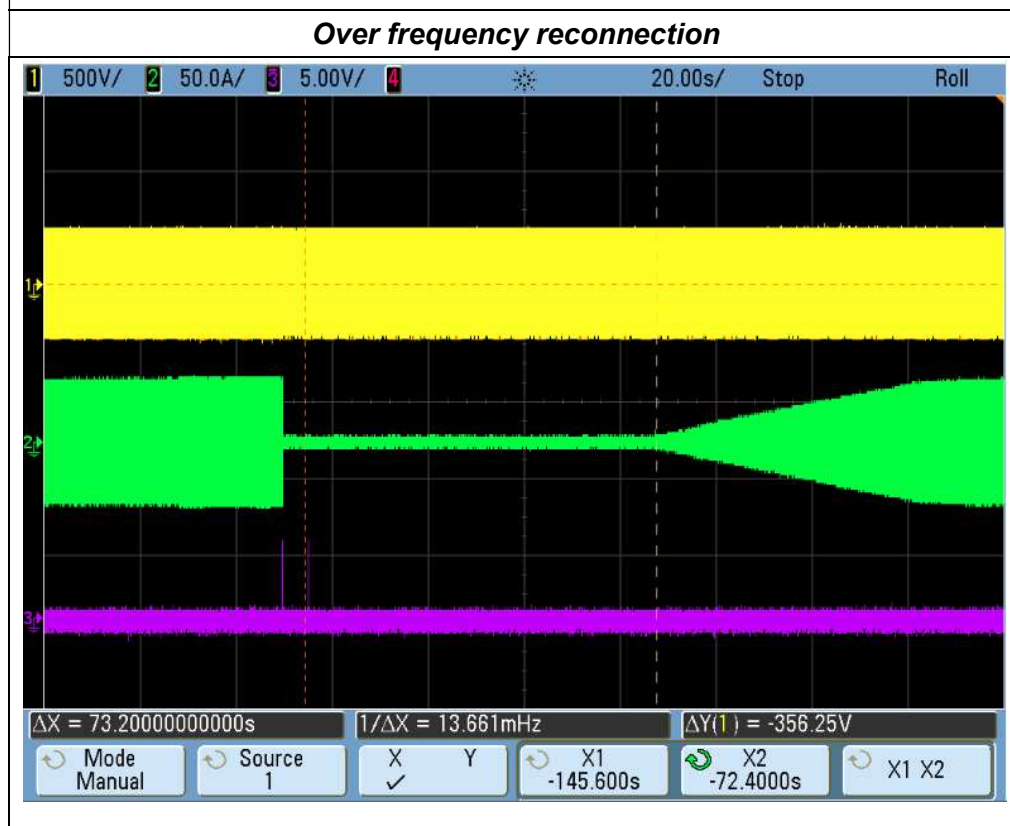 Over frequency reconnection
1 500V/ 2 50.0A/ 3 5.00V/ 4 20.00s/ Stop Roll
1
2
3
ΔX = 73.20000000000s 1/ΔX = 13.661mHz ΔY(1) = -356.25V
Mode Source X Y X1 X2 X1 X2
Manual 1 ✓ -145.600s -72.4000s